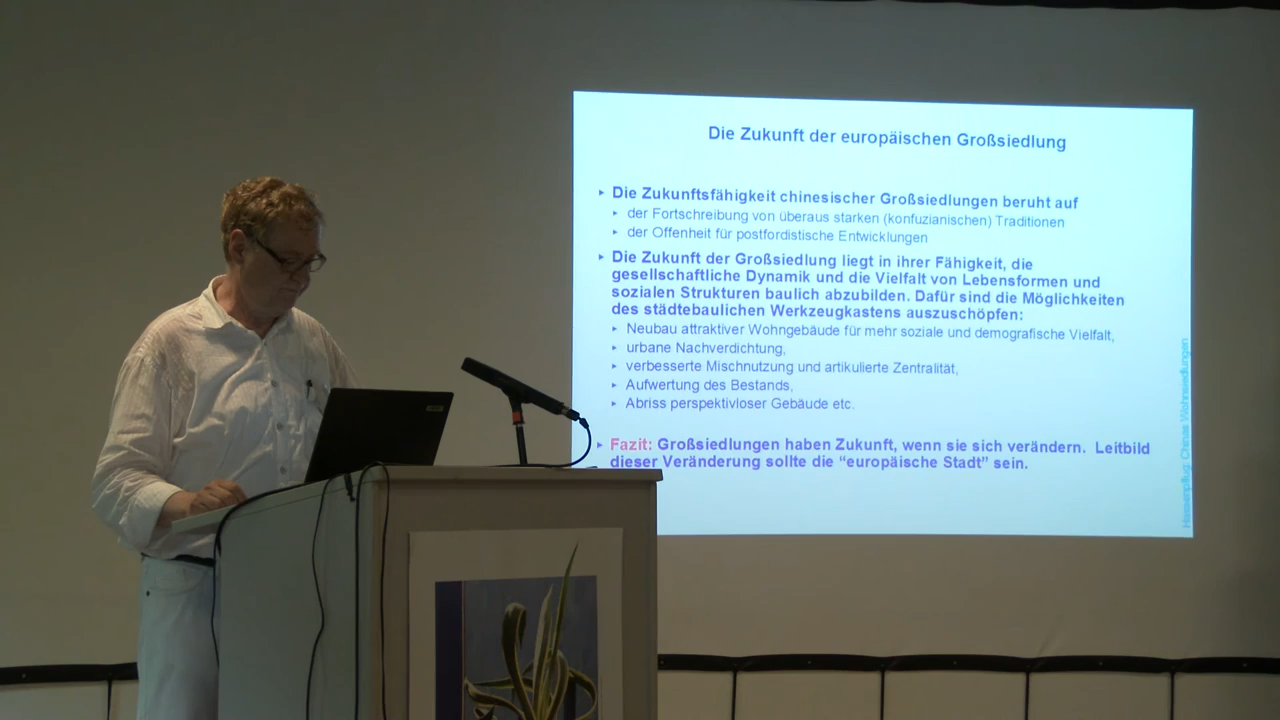 Die Zukunft der europäischen Großsiedlung
Die Zukunftsfähigkeit chinesischer Großsiedlungen beruht auf
der Fortschreibung von überaus starken (konfuzianischen) Traditionen
der Offenheit für postfordistische Entwicklungen
Die Zukunft der Großsiedlung liegt in ihrer Fähigkeit, die
gesellschaftliche Dynamik und die Vielfalt von Lebensformen und
sozialen Strukturen baulich abzubilden. Dafür sind die Möglichkeiten
des städtebaulichen Werkzeugkastens auszuschöpfen:
Neubau attraktiver Wohngebäude für mehr soziale und demografische Vielfalt,
urbane Nachverdichtung,
verbesserte Mischnutzung und artikulierte Zentralität,
Aufwertung des Bestands,
Abriss perspektivloser Gebäude etc.
Fazit: Großsiedlungen haben Zukunft, wenn sie sich verändern. Leitbild
dieser Veränderung sollte die “europäische Stadt” sein.
Hassenpflug: Chinas Wohnsiedlungen